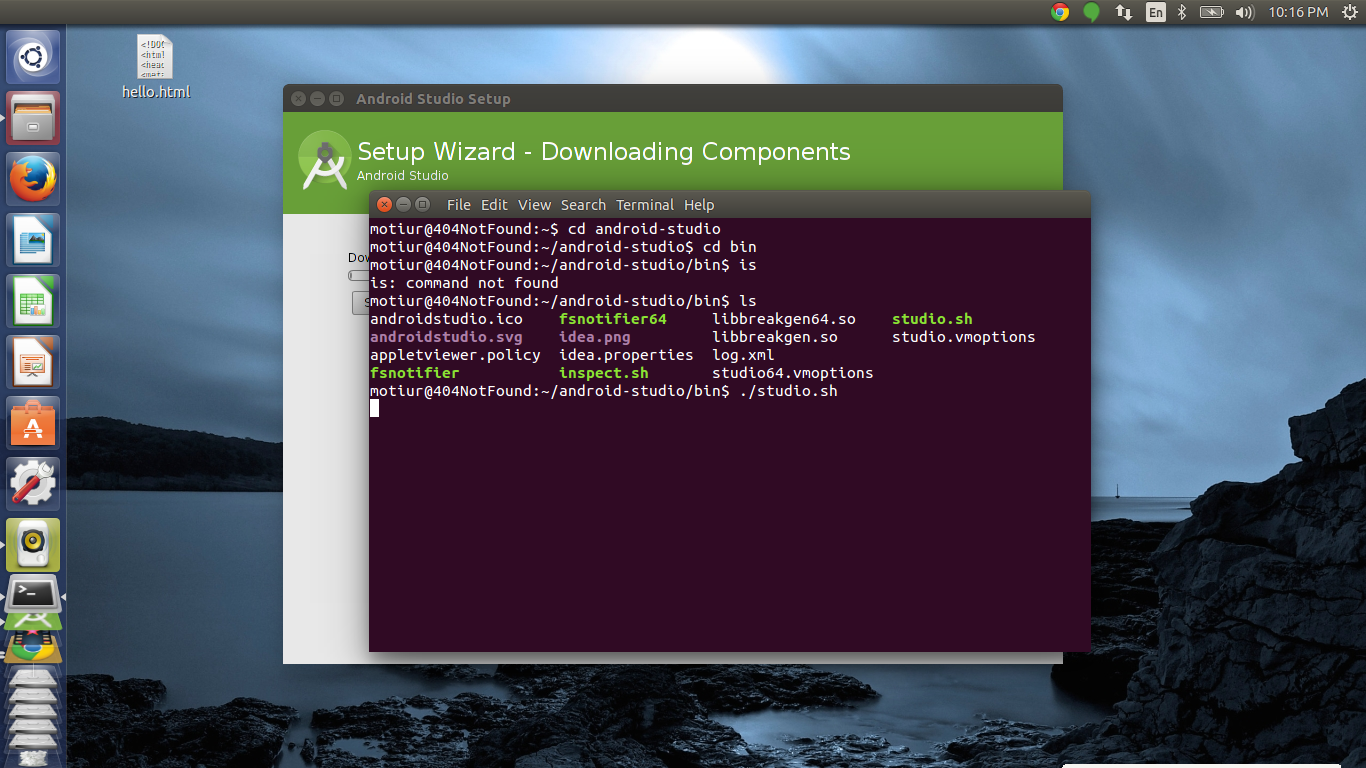 En
10:16 PM
<!DOC
<html
<head
<met:
hello.html
Android Studio Setup
Setup Wizard - Downloading Components
Android Studio
File Edit View Search Terminal Help
motiur@404NotFound:~$ cd android-studio
motiur@404NotFound:~/android-studio$ cd bin
motiur@404NotFound:~/android-studio/bin$ is
is: command not found
motiur@404NotFound:~/android-studio/bin$ ls
androidstudio.ico fsnotifier64 libbreakgen64.so studio.sh
androidstudio.svg idea.png libbreakgen.so studio.vmoptions
appletviewer.policy idea.properties log.xml
fsnotifier inspect.sh studio64.vmoptions
motiur@404NotFound:~/android-studio/bin$ ./studio.sh
Dow
S